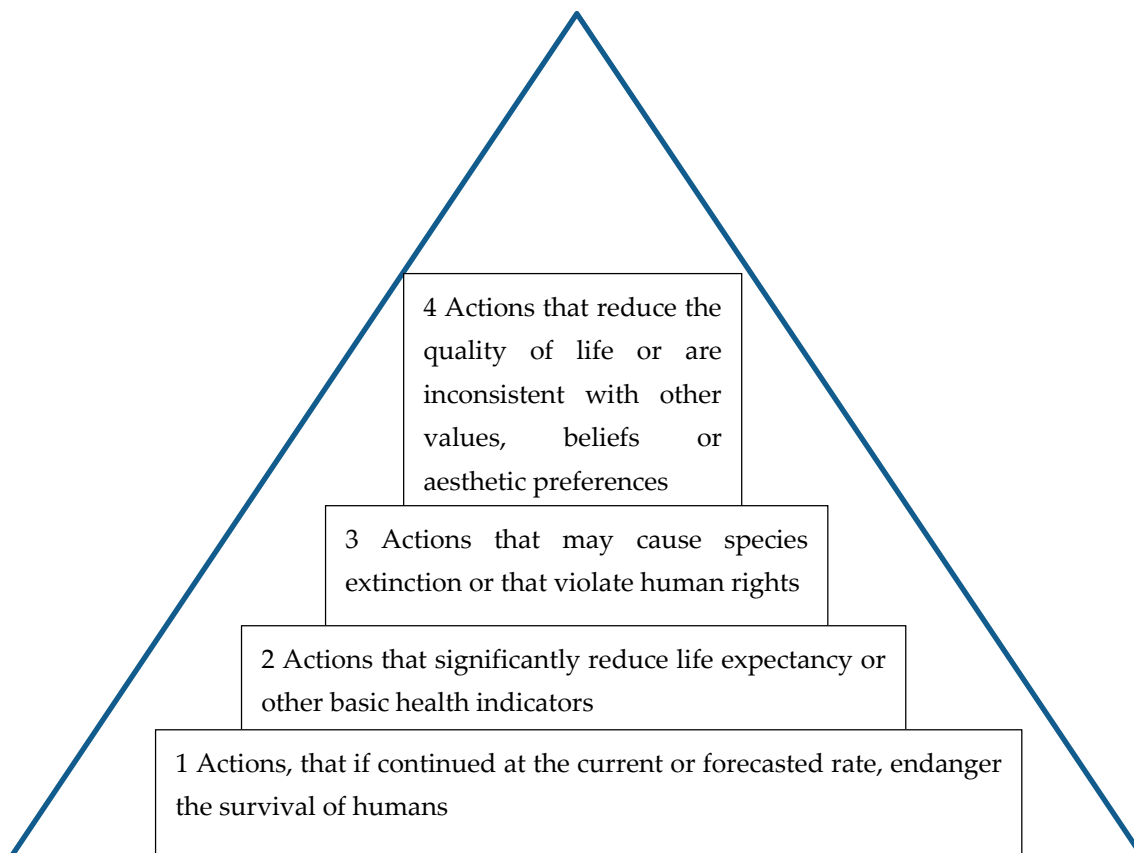 4 Actions that reduce the
quality of life or are
inconsistent with other
values, beliefs or
aesthetic preferences
3 Actions that may cause species
extinction or that violate human rights
2 Actions that significantly reduce life expectancy or
other basic health indicators
1 Actions, that if continued at the current or forecasted rate, endanger
the survival of humans